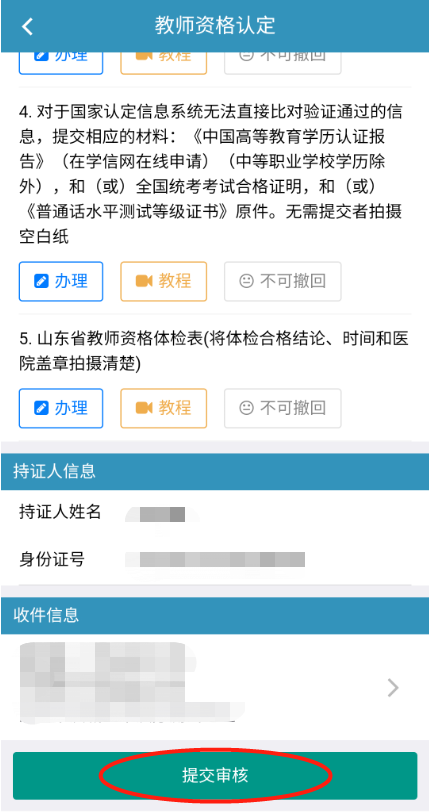 教师资格认定
办理 教程 不可撤回
4. 对于国家认定信息系统无法直接比对验证通过的信
息，提交相应的材料：《中国高等教育学历认证报
告》（在学信网在线申请）（中等职业学校学历除
外），和（或）全国统考考试合格证明，和（或）
《普通话水平测试等级证书》原件。无需提交者拍摄
空白纸
办理 教程 不可撤回
5. 山东省教师资格体检表(将体检合格结论、时间和医
院盖章拍摄清楚)
办理 教程 不可撤回
持证人信息
持证人姓名
身份证号
收件信息
提交审核